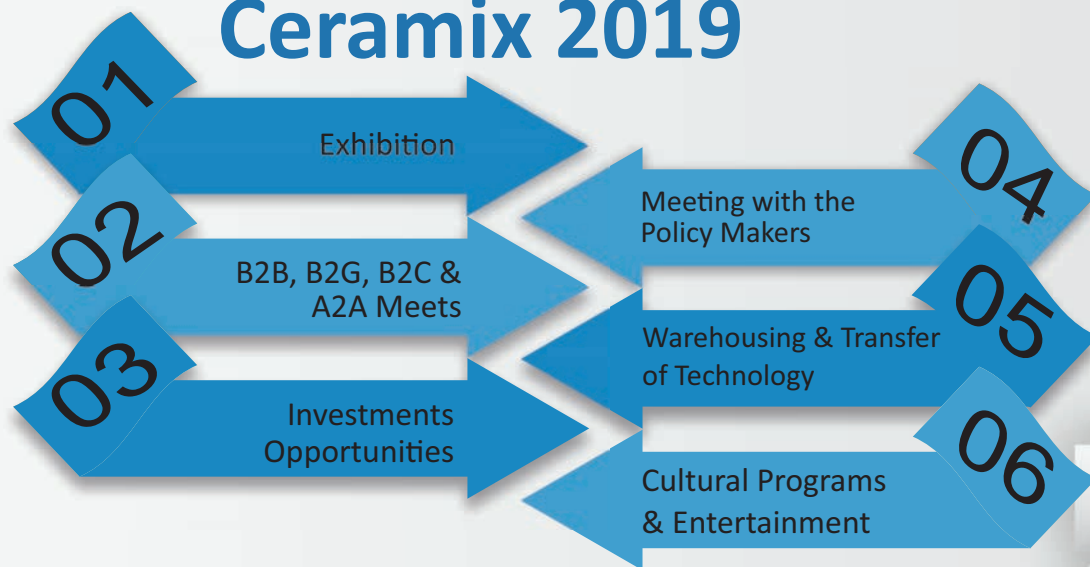 Ceramix 2019
01
Exhibition
02
B2B, B2G, B2C &
A2A Meets
03
Investments
Opportunities
04
Meeting with the
Policy Makers
05
Warehousing & Transfer
of Technology
06
Cultural Programs
& Entertainment